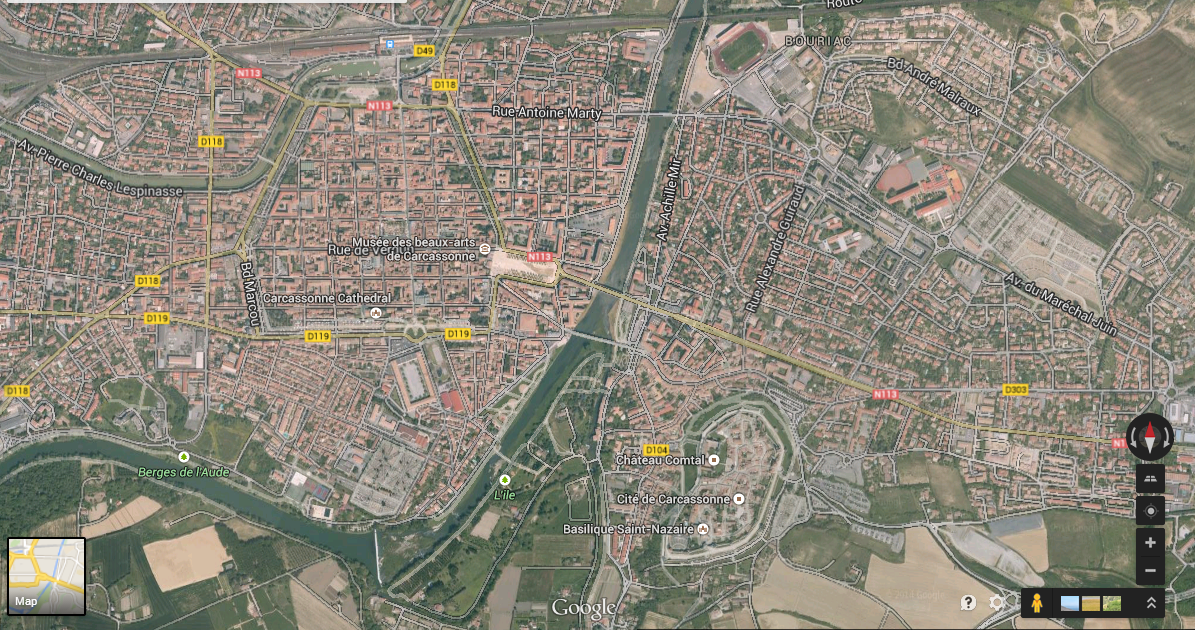 Route
BOURIAC
D49
N113
D118
Bd André Malraux
N113
Rue Antoine Marty
D118
Av. Pierre Charles Lespinasse
Av. Achille Mir
Rue Alexandre Guiraud
Musée des beaux-arts
de Carcassonne
Rue de
N113
Bd Marcou
D118
Carcassonne Cathedral
Av. du Maréchal Juin
D119
D119
D119
D118
N113
D303
N1
D104
Château Comtal
Berges de l'Aude
L'île
Cité de Carcassonne
Basilique Saint-Nazaire
Map
Google